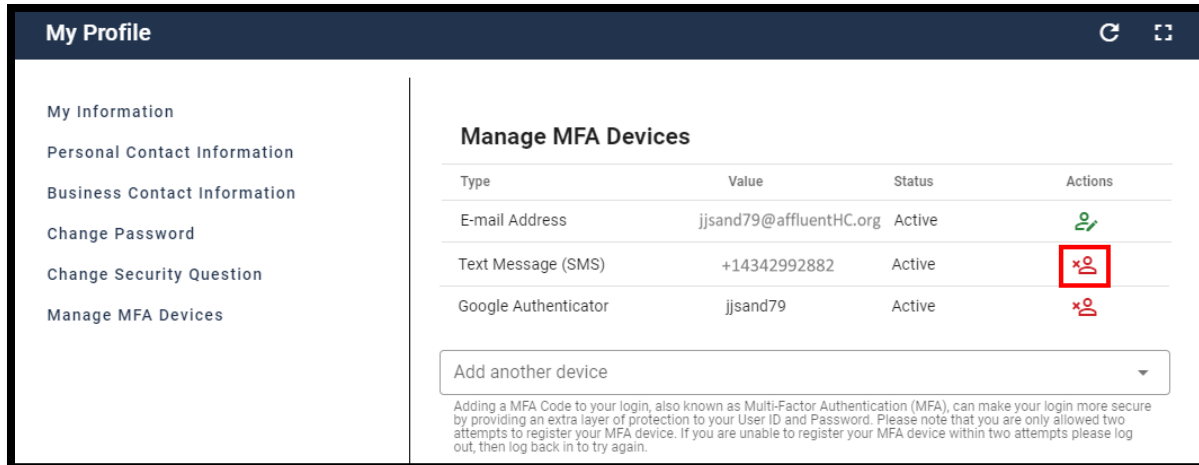 My Profile
My Information
Personal Contact Information
Business Contact Information
Change Password
Change Security Question
Manage MFA Devices
Manage MFA Devices
Type Value Status Actions
E-mail Address jjsand79@affluentHC.org Active
Text Message (SMS) +14342992882 Active
Google Authenticator jjsand79 Active
Add another device
Adding a MFA Code to your login, also known as Multi-Factor Authentication (MFA), can make your login more secure
by providing an extra layer of protection to your User ID and Password. Please note that you are only allowed two
attempts to register your MFA device. If you are unable to register your MFA device within two attempts please log
out, then log back in to try again.